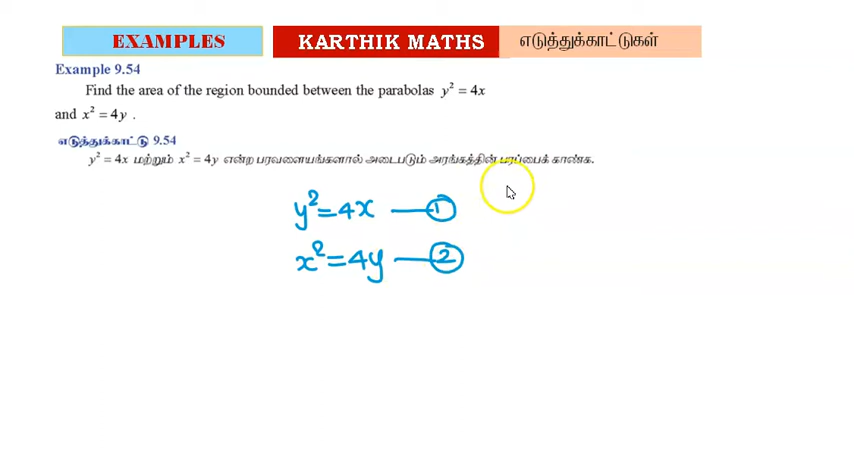 EXAMPLES KARTHIK MATHS எடுத்துக்காட்டுகள்
Example 9.54
Find the area of the region bounded between the parabolas y² = 4x
and x² = 4y .
எடுத்துக்காட்டு 9.54
y² = 4x மற்றும் x² = 4y என்ற பரவளையங்களால் அடைபடும் அரங்கத்தின் பரப்பைக் காண்க.
y² = 4x — ①
x² = 4y — ②